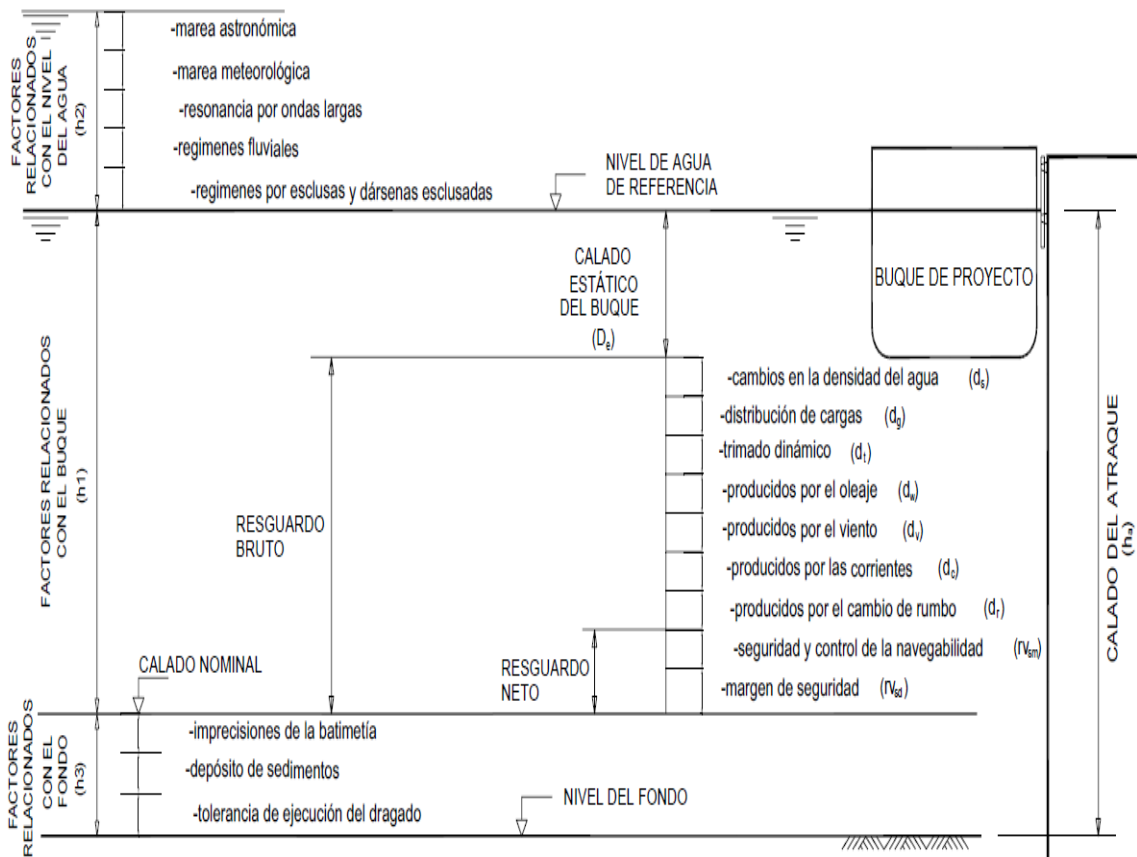 FACTORES
RELACIONADOS
CON EL NIVEL
DEL AGUA
(h2)
-marea astronómica
-marea meteorológica
-resonancia por ondas largas
-regimenes fluviales
-regimenes por esclusas y dársenas esclusadas
NIVEL DE AGUA
DE REFERENCIA
CALADO
ESTÁTICO
DEL BUQUE
(De)
BUQUE DE PROYECTO
FACTORES RELACIONADOS
CON EL BUQUE
(h1)
RESGUARDO
BRUTO
-cambios en la densidad del agua (ds)
-distribución de cargas (dg)
-trimado dinámico (dt)
-producidos por el oleaje (dw)
-producidos por el viento (dv)
-producidos por las corrientes (dc)
-producidos por el cambio de rumbo (dr)
-seguridad y control de la navegabilidad (rvsm)
-margen de seguridad (rvsd)
RESGUARDO
NETO
CALADO DEL ATRAQUE
(ha)
CALADO NOMINAL
FACTORES
RELACIONADOS
CON EL
FONDO
(h3)
-imprecisiones de la batimetía
-depósito de sedimentos
-tolerancia de ejecución del dragado
NIVEL DEL FONDO